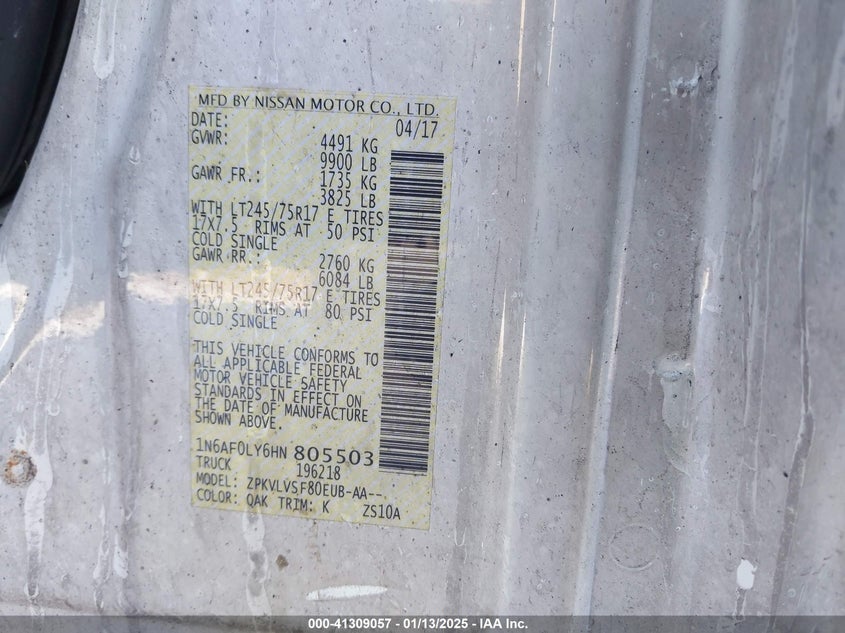 MFD BY NISSAN MOTOR CO., LTD.
DATE: 04/17
GVWR: 4491 KG
9900 LB
GAWR FR.: 1735 KG
3825 LB
WITH LT245/75R17 E TIRES
17X7.5 RIMS AT 50 PSI
COLD SINGLE
GAWR RR.: 2760 KG
6084 LB
WITH LT245/75R17 E TIRES
17X7.5 RIMS AT 80 PSI
COLD SINGLE
THIS VEHICLE CONFORMS TO
ALL APPLICABLE FEDERAL
MOTOR VEHICLE SAFETY
STANDARDS IN EFFECT ON
THE DATE OF MANUFACTURE
SHOWN ABOVE.
1N6AF0LY6HN 805503
TRUCK 196218
MODEL: ZPKVLVSF80EUB-AA--
COLOR: QAK TRIM: K ZS10A
000-41309057 - 01/13/2025 - IAA Inc.